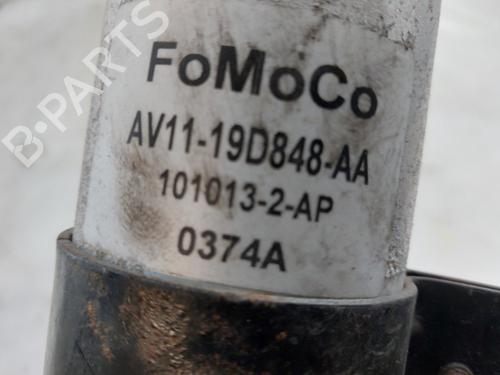 B-PARTS
FoMoCo
AV11-19D848-AA
101013-2-AP
0374A